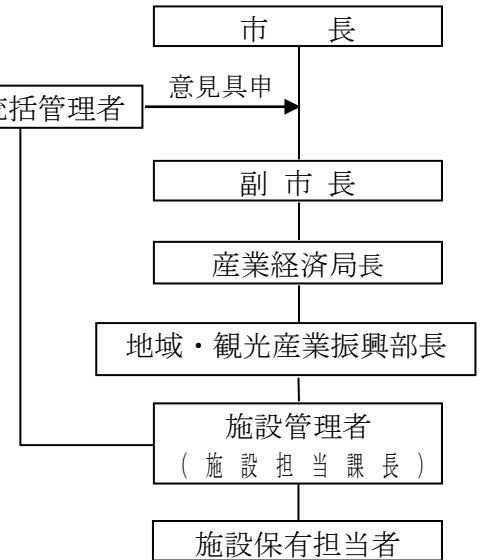 市　　長
意見具申
統括管理者
副 市 長
産業経済局長
地域・観光産業振興部長
施設管理者
( 施 設 担 当 課 長 )
施設保有担当者